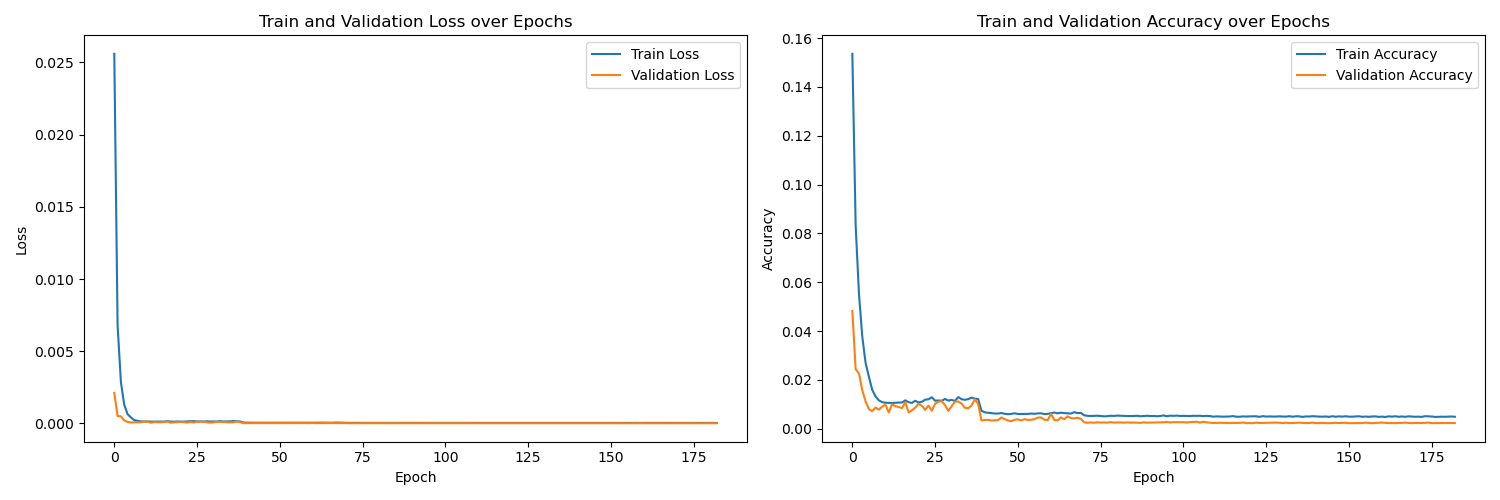 Train and Validation Loss over Epochs
Train Loss
Validation Loss
0.025
0.020
0.015
0.010
0.005
0.000
Loss
0 25 50 75 100 125 150 175
Epoch
Train and Validation Accuracy over Epochs
Train Accuracy
Validation Accuracy
0.16
0.14
0.12
0.10
0.08
0.06
0.04
0.02
0.00
Accuracy
0 25 50 75 100 125 150 175
Epoch